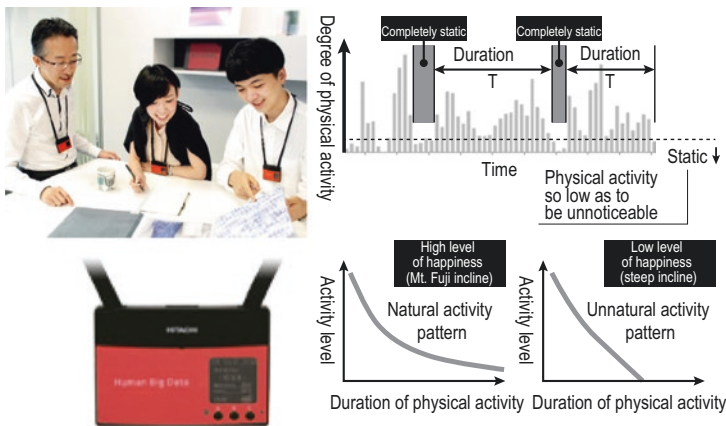 Completely static
Completely static
Duration
T
Duration
T
Degree of physical activity
Time
Static
Physical activity
so low as to
be unnoticeable
HITACHI
Human Big Data
High level
of happiness
(Mt. Fuji incline)
Natural activity
pattern
Activity level
Duration of physical activity
Low level
of happiness
(steep incline)
Unnatural activity
pattern
Activity level
Duration of physical activity